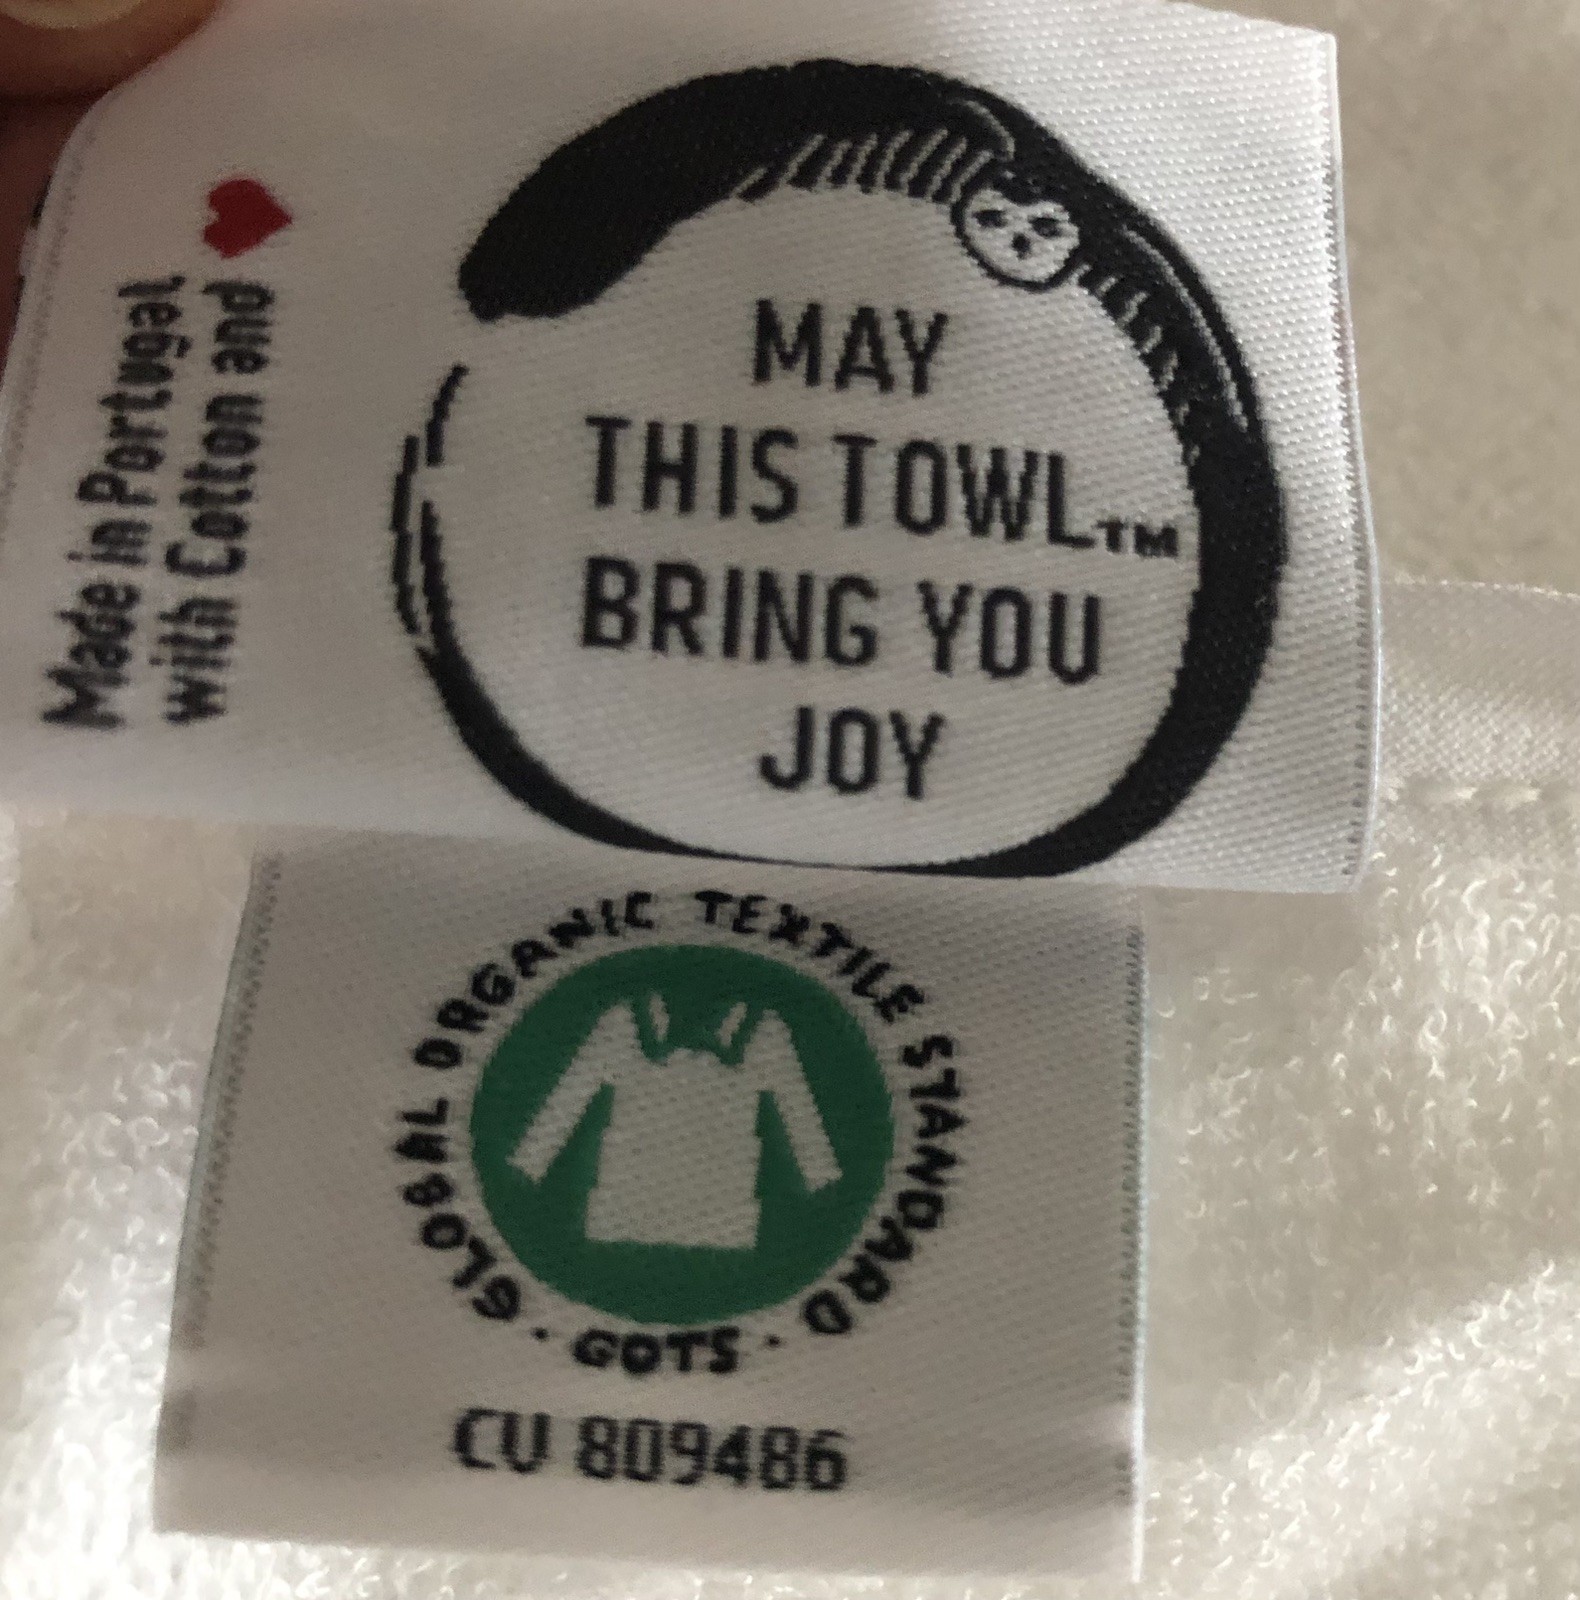 Made in Portugal
with Cotton and
MAY
THIS TOWL™
BRING YOU
JOY
GLOBAL ORGANIC TEXTILE STANDARD · GOTS ·
CU 809486